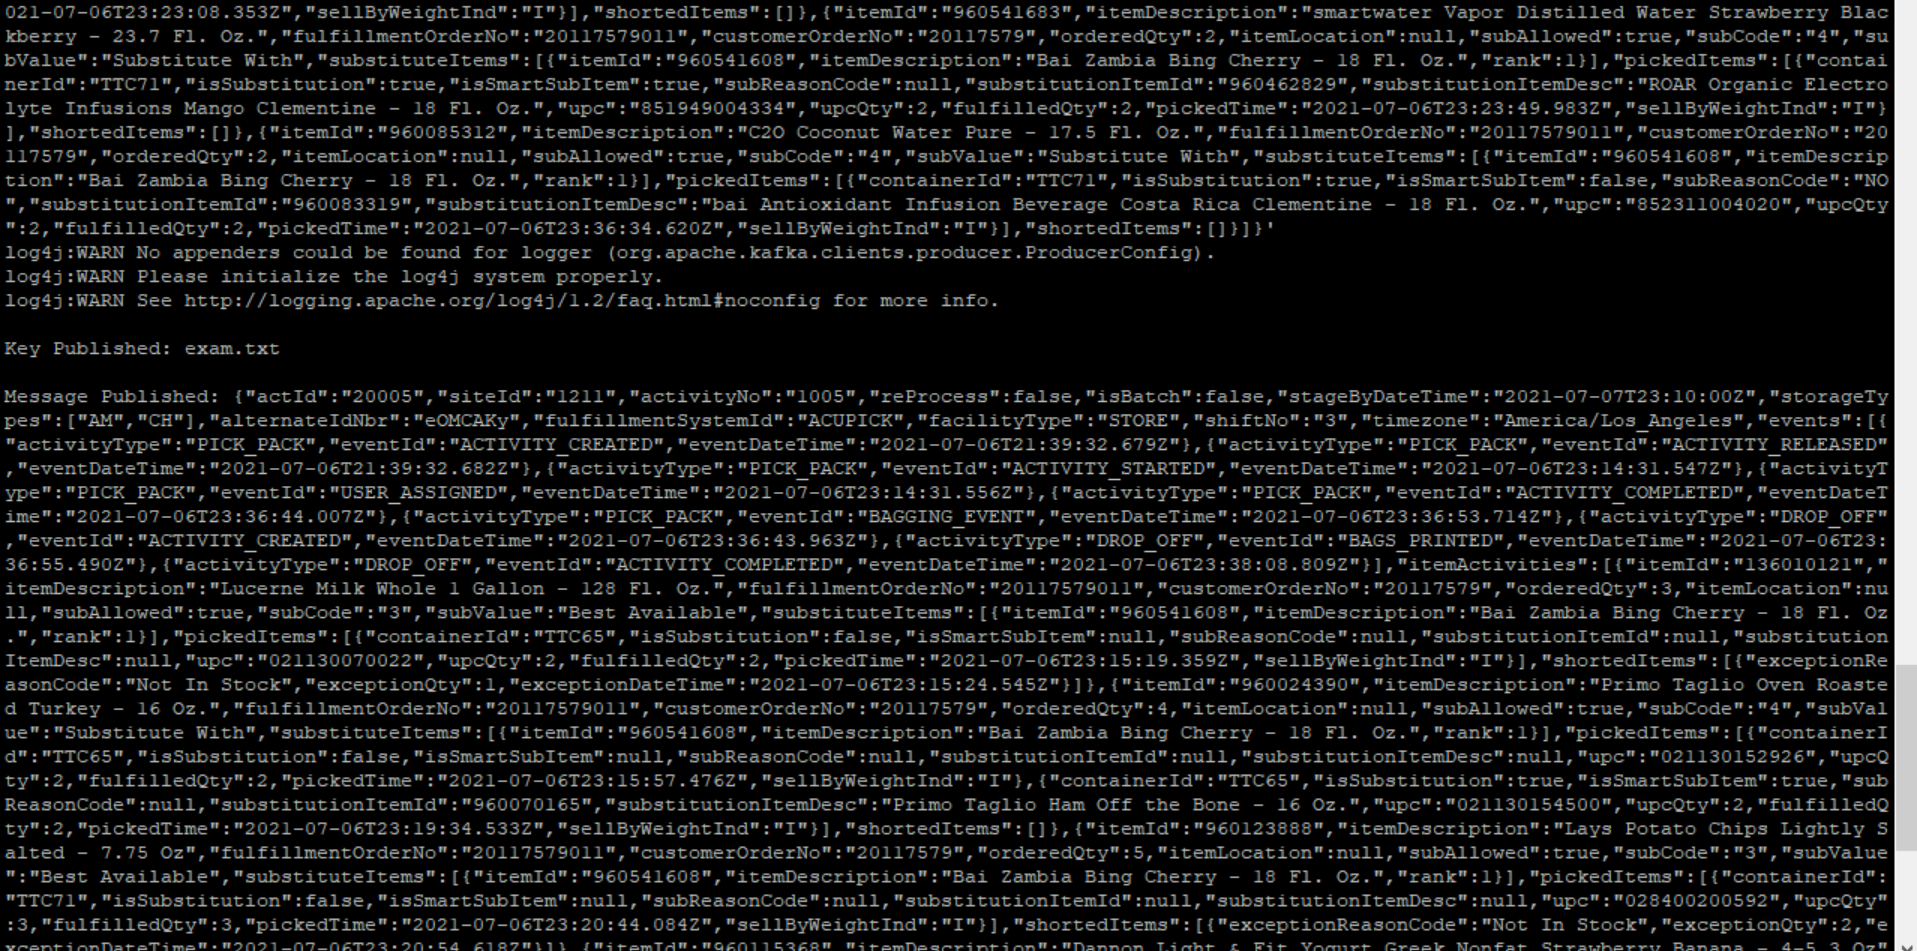 021-07-06T23:23:08.353Z","sellByWeightInd":"I"}],"shortedItems":[]},{"itemId":"960541683","itemDescription":"smartwater Vapor Distilled Water Strawberry Blac
kberry - 23.7 Fl. Oz.","fulfillmentOrderNo":"20117579011","customerOrderNo":"20117579","orderedQty":2,"itemLocation":null,"subAllowed":true,"subCode":"4","su
bValue":"Substitute With","substituteItems":[{"itemId":"960541608","itemDescription":"Bai Zambia Bing Cherry - 18 Fl. Oz.","rank":1}],"pickedItems":[{"contai
nerId":"TTC71","isSubstitution":true,"isSmartSubItem":true,"subReasonCode":null,"substitutionItemId":"960462829","substitutionItemDesc":"ROAR Organic Electro
lyte Infusions Mango Clementine - 18 Fl. Oz.","upc":"851949004334","upcQty":2,"fulfilledQty":2,"pickedTime":"2021-07-06T23:23:49.983Z","sellByWeightInd":"I"}
],"shortedItems":[]},{"itemId":"960085312","itemDescription":"C2O Coconut Water Pure - 17.5 Fl. Oz.","fulfillmentOrderNo":"20117579011","customerOrderNo":"20
117579","orderedQty":2,"itemLocation":null,"subAllowed":true,"subCode":"4","subValue":"Substitute With","substituteItems":[{"itemId":"960541608","itemDescrip
tion":"Bai Zambia Bing Cherry - 18 Fl. Oz.","rank":1}],"pickedItems":[{"containerId":"TTC71","isSubstitution":true,"isSmartSubItem":false,"subReasonCode":"NO
","substitutionItemId":"960083319","substitutionItemDesc":"bai Antioxidant Infusion Beverage Costa Rica Clementine - 18 Fl. Oz.","upc":"852311004020","upcQty
":2,"fulfilledQty":2,"pickedTime":"2021-07-06T23:36:34.620Z","sellByWeightInd":"I"}],"shortedItems":[]}]}'
log4j:WARN No appenders could be found for logger (org.apache.kafka.clients.producer.ProducerConfig).
log4j:WARN Please initialize the log4j system properly.
log4j:WARN See http://logging.apache.org/log4j/1.2/faq.html#noconfig for more info.
Key Published: exam.txt
Message Published: {"actId":"20005","siteId":"1211","activityNo":"1005","reProcess":false,"isBatch":false,"stageByDateTime":"2021-07-07T23:10:00Z","storageTy
pes":["AM","CH"],"alternateIdNbr":"eOMCAKy","fulfillmentSystemId":"ACUPICK","facilityType":"STORE","shiftNo":"3","timezone":"America/Los_Angeles","events":[{
"activityType":"PICK_PACK","eventId":"ACTIVITY_CREATED","eventDateTime":"2021-07-06T21:39:32.679Z"},{"activityType":"PICK_PACK","eventId":"ACTIVITY_RELEASED"
,"eventDateTime":"2021-07-06T21:39:32.682Z"},{"activityType":"PICK_PACK","eventId":"ACTIVITY_STARTED","eventDateTime":"2021-07-06T23:14:31.547Z"},{"activityT
ype":"PICK_PACK","eventId":"USER_ASSIGNED","eventDateTime":"2021-07-06T23:14:31.556Z"},{"activityType":"PICK_PACK","eventId":"ACTIVITY_COMPLETED","eventDateT
ime":"2021-07-06T23:36:44.007Z"},{"activityType":"PICK_PACK","eventId":"BAGGING_EVENT","eventDateTime":"2021-07-06T23:36:53.714Z"},{"activityType":"DROP_OFF"
,"eventId":"ACTIVITY_CREATED","eventDateTime":"2021-07-06T23:36:43.963Z"},{"activityType":"DROP_OFF","eventId":"BAGS_PRINTED","eventDateTime":"2021-07-06T23:
36:55.490Z"},{"activityType":"DROP_OFF","eventId":"ACTIVITY_COMPLETED","eventDateTime":"2021-07-06T23:38:08.809Z"}],"itemActivities":[{"itemId":"136010121","
itemDescription":"Lucerne Milk Whole 1 Gallon - 128 Fl. Oz.","fulfillmentOrderNo":"20117579011","customerOrderNo":"20117579","orderedQty":3,"itemLocation":nu
ll,"subAllowed":true,"subCode":"3","subValue":"Best Available","substituteItems":[{"itemId":"960541608","itemDescription":"Bai Zambia Bing Cherry - 18 Fl. Oz
.","rank":1}],"pickedItems":[{"containerId":"TTC65","isSubstitution":false,"isSmartSubItem":null,"subReasonCode":null,"substitutionItemId":null,"substitution
ItemDesc":null,"upc":"021130070022","upcQty":2,"fulfilledQty":2,"pickedTime":"2021-07-06T23:15:19.359Z","sellByWeightInd":"I"}],"shortedItems":[{"exceptionRe
asonCode":"Not In Stock","exceptionQty":1,"exceptionDateTime":"2021-07-06T23:15:24.545Z"}]},{"itemId":"960024390","itemDescription":"Primo Taglio Oven Roaste
d Turkey - 16 Oz.","fulfillmentOrderNo":"20117579011","customerOrderNo":"20117579","orderedQty":4,"itemLocation":null,"subAllowed":true,"subCode":"4","subVal
ue":"Substitute With","substituteItems":[{"itemId":"960541608","itemDescription":"Bai Zambia Bing Cherry - 18 Fl. Oz.","rank":1}],"pickedItems":[{"containerI
d":"TTC65","isSubstitution":false,"isSmartSubItem":null,"subReasonCode":null,"substitutionItemId":null,"substitutionItemDesc":null,"upc":"021130152926","upcQ
ty":2,"fulfilledQty":2,"pickedTime":"2021-07-06T23:15:57.476Z","sellByWeightInd":"I"},{"containerId":"TTC65","isSubstitution":true,"isSmartSubItem":true,"sub
ReasonCode":null,"substitutionItemId":"960070165","substitutionItemDesc":"Primo Taglio Ham Off the Bone - 16 Oz.","upc":"021130154500","upcQty":2,"fulfilledQ
ty":2,"pickedTime":"2021-07-06T23:19:34.533Z","sellByWeightInd":"I"}],"shortedItems":[]},{"itemId":"960123888","itemDescription":"Lays Potato Chips Lightly S
alted - 7.75 Oz","fulfillmentOrderNo":"20117579011","customerOrderNo":"20117579","orderedQty":5,"itemLocation":null,"subAllowed":true,"subCode":"3","subValue
":"Best Available","substituteItems":[{"itemId":"960541608","itemDescription":"Bai Zambia Bing Cherry - 18 Fl. Oz.","rank":1}],"pickedItems":[{"containerId":
"TTC71","isSubstitution":false,"isSmartSubItem":null,"subReasonCode":null,"substitutionItemId":null,"substitutionItemDesc":null,"upc":"028400200592","upcQty"
:3,"fulfilledQty":3,"pickedTime":"2021-07-06T23:20:44.084Z","sellByWeightInd":"I"}],"shortedItems":[{"exceptionReasonCode":"Not In Stock","exceptionQty":2,"e
xceptionDateTime":"2021-07-06T23:20:54.618Z"}]},{"itemId":"960115368","itemDescription":"Dannon Light & Fit Yogurt Greek Nonfat Strawberry Banana - 4-5.